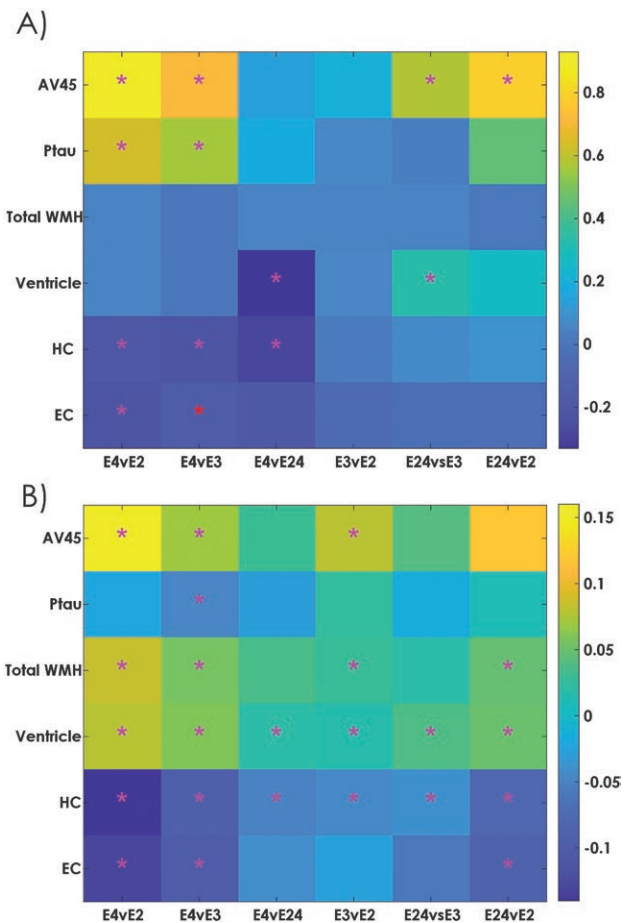 A)
AV45
Ptau
Total WMH
Ventricle
HC
EC
* * * *
* *
* *
* * *
* *
E4vE2 E4vE3 E4vE24 E3vE2 E24vsE3 E24vE2
0.8
0.6
0.4
0.2
0
-0.2
B)
AV45
Ptau
Total WMH
Ventricle
HC
EC
* * *
*
* * * *
* * * * * *
* * * * * *
* * *
E4vE2 E4vE3 E4vE24 E3vE2 E24vsE3 E24vE2
0.15
0.1
0.05
0
-0.05
-0.1